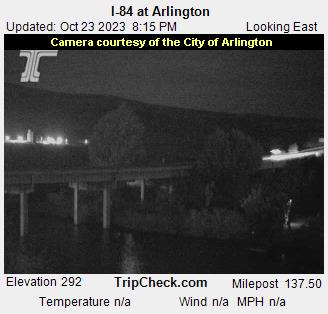 I-84 at Arlington
Updated: Oct 23 2023 8:15 PM Looking East
Camera courtesy of the City of Arlington
Elevation 292 TripCheck.com Milepost 137.50
Temperature n/a Wind n/a MPH n/a